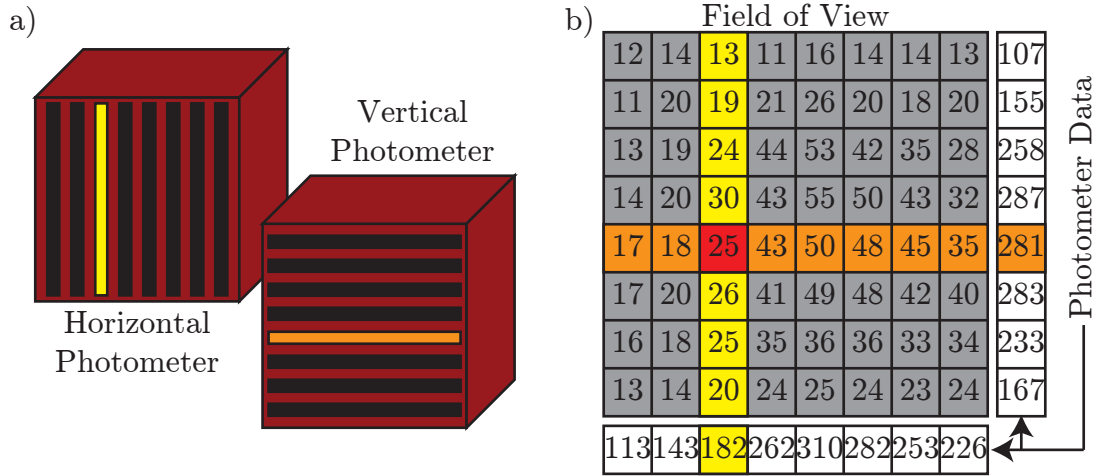 a)
Vertical
Photometer
Horizontal
Photometer
b)
Field of View
12 14 13 11 16 14 14 13 107
11 20 19 21 26 20 18 20 155
13 19 24 44 53 42 35 28 258
14 20 30 43 55 50 43 32 287
17 18 25 43 50 48 45 35 281
17 20 26 41 49 48 42 40 283
16 18 25 35 36 36 33 34 233
13 14 20 24 25 24 23 24 167
113 143 182 262 310 282 253 226
Photometer Data